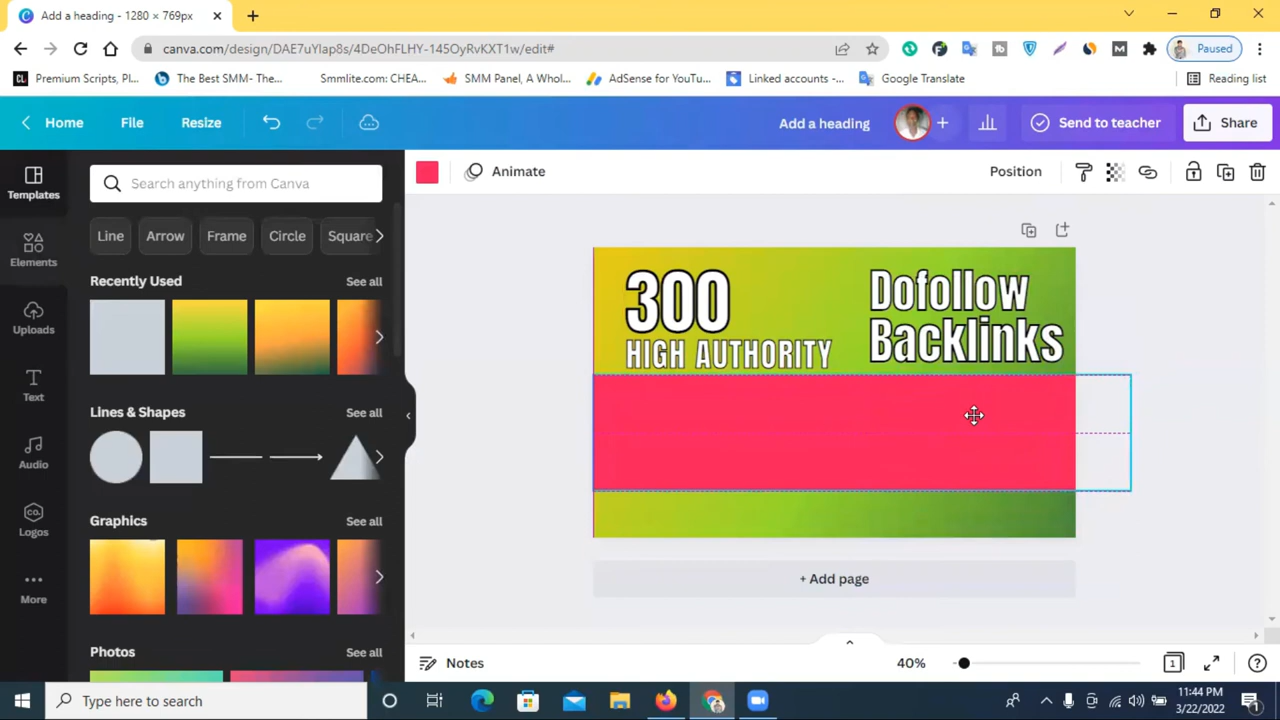 Add a heading - 1280 × 769px
canva.com/design/DAE7uYlap8s/4DeOhFLHY-145OyRvKXT1w/edit#
Paused
Premium Scripts, Pl...
The Best SMM- The...
Smmlite.com: CHEA...
SMM Panel, A Whol...
AdSense for YouTu...
Linked accounts -...
Google Translate
Reading list
Home
File
Resize
Add a heading
Send to teacher
Share
Templates
Elements
Uploads
Text
Audio
Logos
More
Search anything from Canva
Line
Arrow
Frame
Circle
Square
Recently Used
See all
Lines & Shapes
See all
Graphics
See all
Photos
See all
Animate
Position
300
HIGH AUTHORITY
Dofollow
Backlinks
+ Add page
Notes
40%
1
Type here to search
11:44 PM
3/22/2022
1